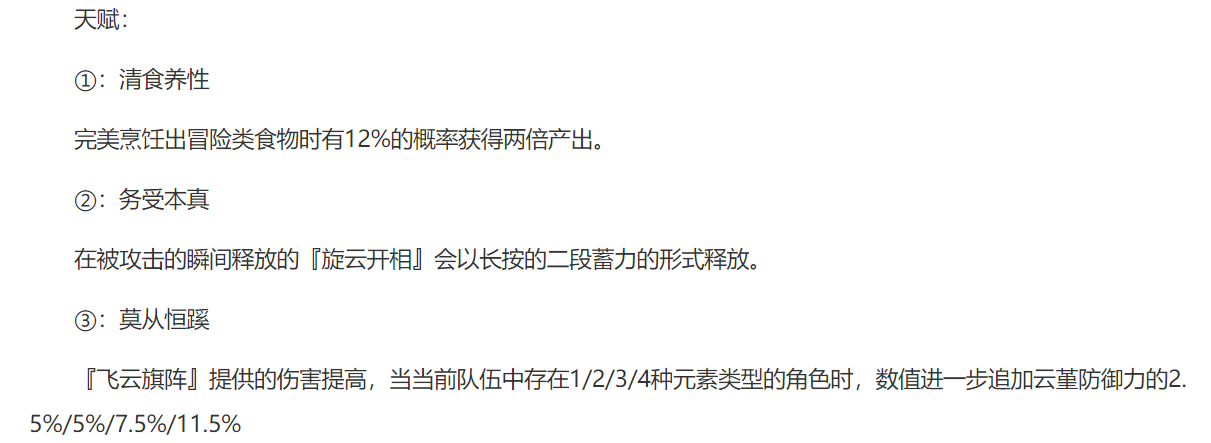 天赋：
①：清食养性
完美烹饪出冒险类食物时有12%的概率获得两倍产出。
②：务受本真
在被攻击的瞬间释放的『旋云开相』会以长按的二段蓄力的形式释放。
③：莫从恒蹊
『飞云旗阵』提供的伤害提高，当当前队伍中存在1/2/3/4种元素类型的角色时，数值进一步追加云堇防御力的2.
5%/5%/7.5%/11.5%